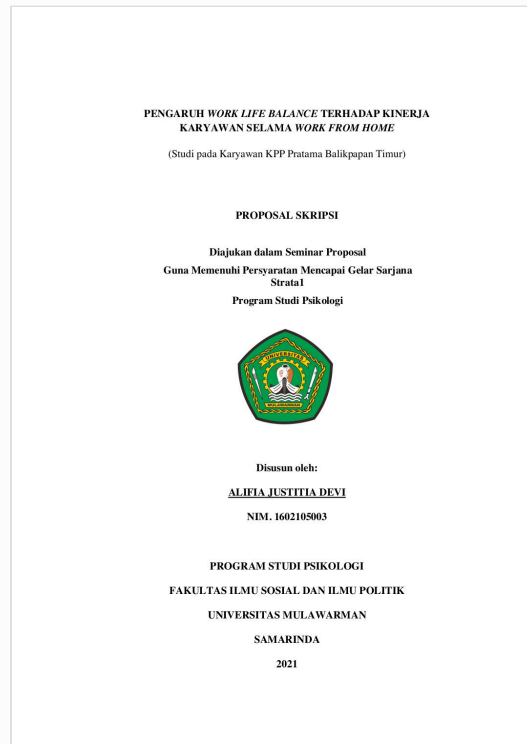 PENGARUH WORK LIFE BALANCE TERHADAP KINERJA
KARYAWAN SELAMA WORK FROM HOME
(Studi pada Karyawan KPP Pratama Balikpapan Timur)
PROPOSAL SKRIPSI
Diajukan dalam Seminar Proposal
Guna Memenuhi Persyaratan Mencapai Gelar Sarjana
Strata1
Program Studi Psikologi
UNIVERSITAS
MULAWARMAN
Disusun oleh:
ALIFIA JUSTITIA DEVI
NIM. 1602105003
PROGRAM STUDI PSIKOLOGI
FAKULTAS ILMU SOSIAL DAN ILMU POLITIK
UNIVERSITAS MULAWARMAN
SAMARINDA
2021